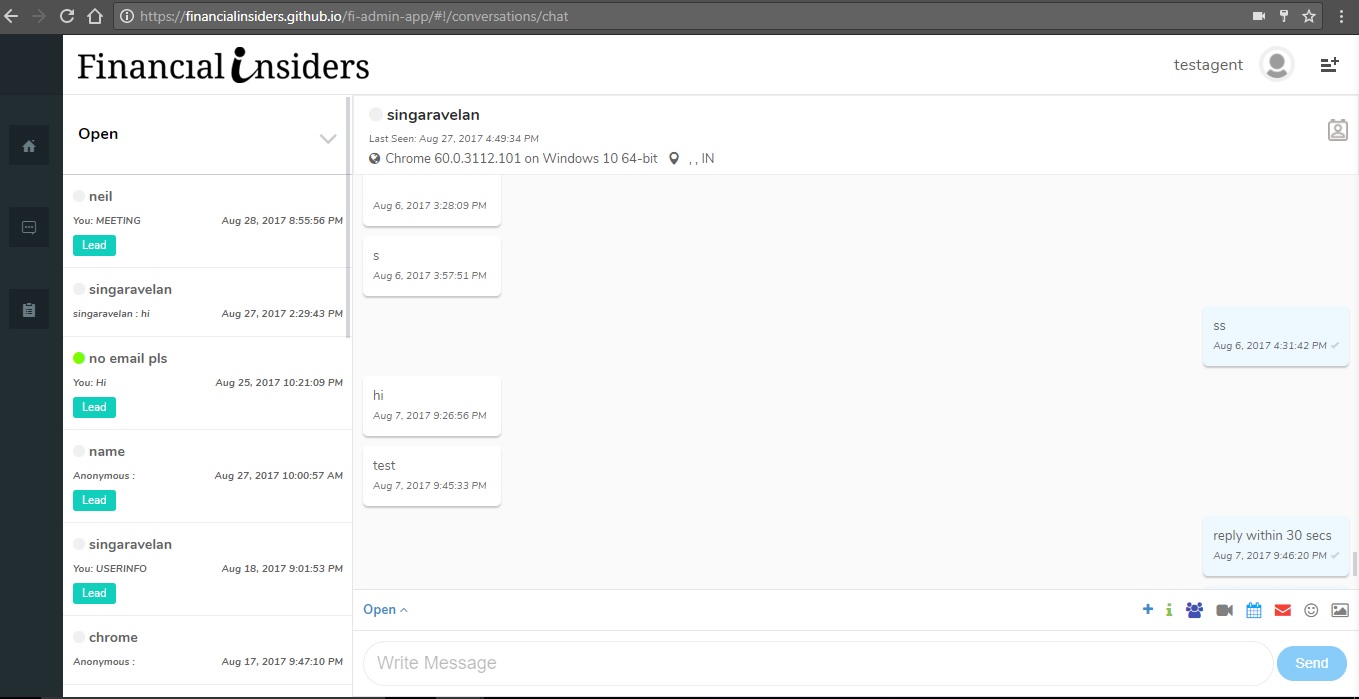 https://financialinsiders.github.io/fi-admin-app/#!/conversations/chat
Financial insiders
testagent
Open
neil
You: MEETING Aug 28, 2017 8:55:56 PM
Lead
singaravelan
singaravelan : hi Aug 27, 2017 2:29:43 PM
no email pls
You: Hi Aug 25, 2017 10:21:09 PM
Lead
name
Anonymous : Aug 27, 2017 10:00:57 AM
Lead
singaravelan
You: USERINFO Aug 18, 2017 9:01:53 PM
Lead
chrome
Anonymous : Aug 17, 2017 9:47:10 PM
singaravelan
Last Seen: Aug 27, 2017 4:49:34 PM
Chrome 60.0.3112.101 on Windows 10 64-bit , , IN
Aug 6, 2017 3:28:09 PM
s
Aug 6, 2017 3:57:51 PM
ss
Aug 6, 2017 4:31:42 PM
hi
Aug 7, 2017 9:26:56 PM
test
Aug 7, 2017 9:45:33 PM
reply within 30 secs
Aug 7, 2017 9:46:20 PM
Open
Write Message
Send